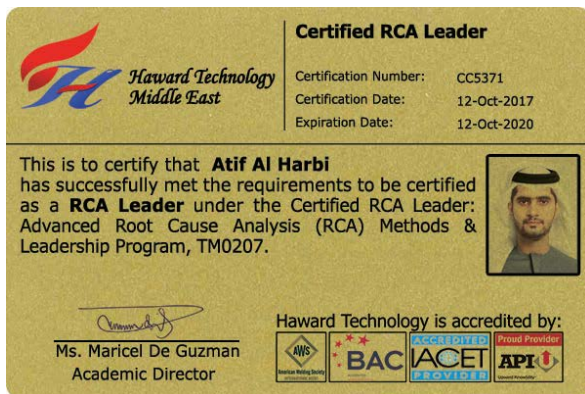 Certified RCA Leader
Haward Technology
Middle East
Certification Number: CC5371
Certification Date: 12-Oct-2017
Expiration Date: 12-Oct-2020
This is to certify that Atif Al Harbi
has successfully met the requirements to be certified
as a RCA Leader under the Certified RCA Leader:
Advanced Root Cause Analysis (RCA) Methods &
Leadership Program, TM0207.
Ms. Maricel De Guzman
Academic Director
Haward Technology is accredited by:
AWS
American Welding Society
BAC
ACCREDITED
IACET
PROVIDER
Proud Provider
API